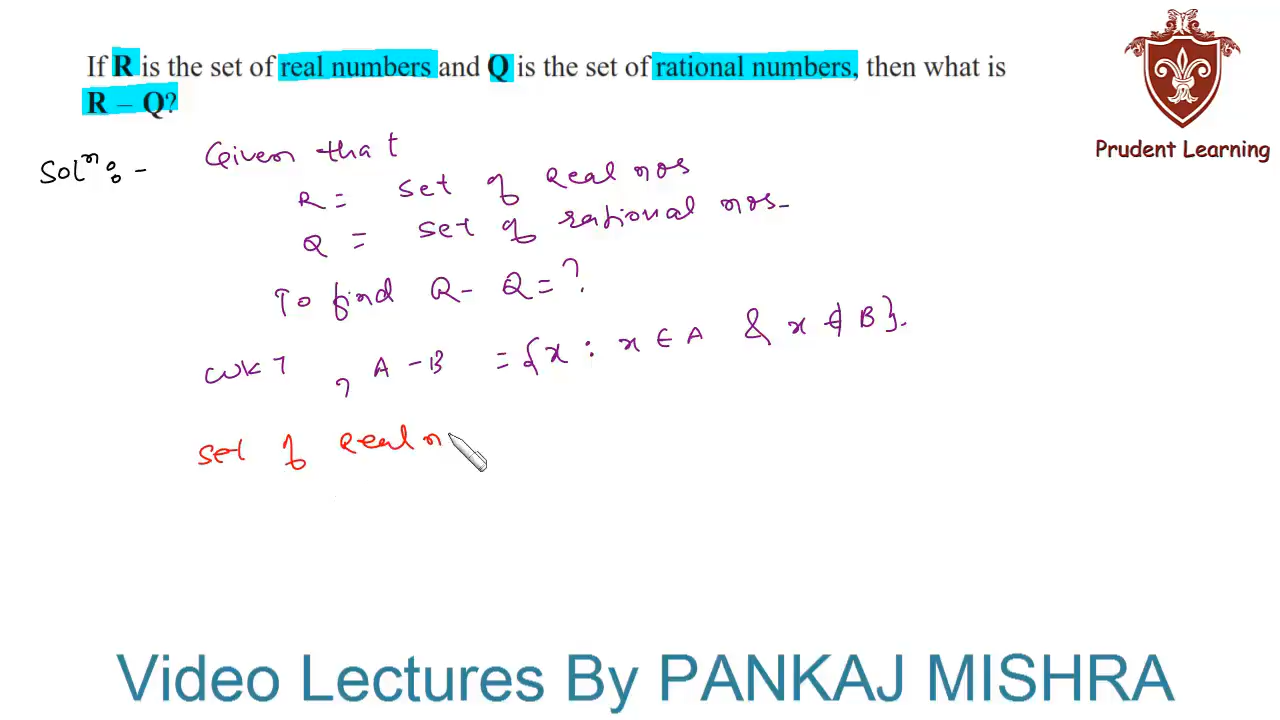 If R is the set of real numbers and Q is the set of rational numbers, then what is
R – Q?
Prudent Learning
Solⁿ :-
Given that
R = set of Real nos
Q = set of rational nos-
To find R - Q = ?
WKT, A - B = {x : x ∈ A & x ∉ B}.
set of Real n
Video Lectures By PANKAJ MISHRA